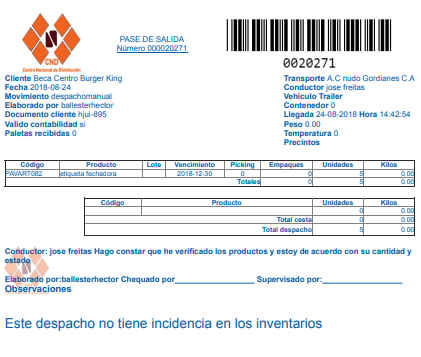 CND
Centro Nacional de Distribución
PASE DE SALIDA
Número 000020271
0020271
Cliente Beca Centro Burger King
Fecha 2018-08-24
Movimiento despachomanual
Elaborado por ballesterhector
Documento cliente hjui-895
Valido contabilidad si
Paletas recibidas 0
Transporte A.C nudo Gordianes C.A
Conductor jose freitas
Vehículo Trailer
Contenedor 0
Llegada 24-08-2018 Hora 14:42:54
Peso 0.00
Temperatura 0
Precintos
Código Producto Lote Vencimiento Picking Empaques Unidades Kilos
PAVART082 etiqueta fechadora 2018-12-30 0 0 5 0.00
Totales 0 5 0.00
Código Producto Unidades Kilos
0 0.00
Total cesta 0 0.00
Total despacho 5 0.00
Conductor: jose freitas Hago constar que he verificado los productos y estoy de acuerdo con su cantidad y
estado
Elaborado por:ballesterhector Chequado por___________________ Supervisado por:___________________
Observaciones
Este despacho no tiene incidencia en los inventarios